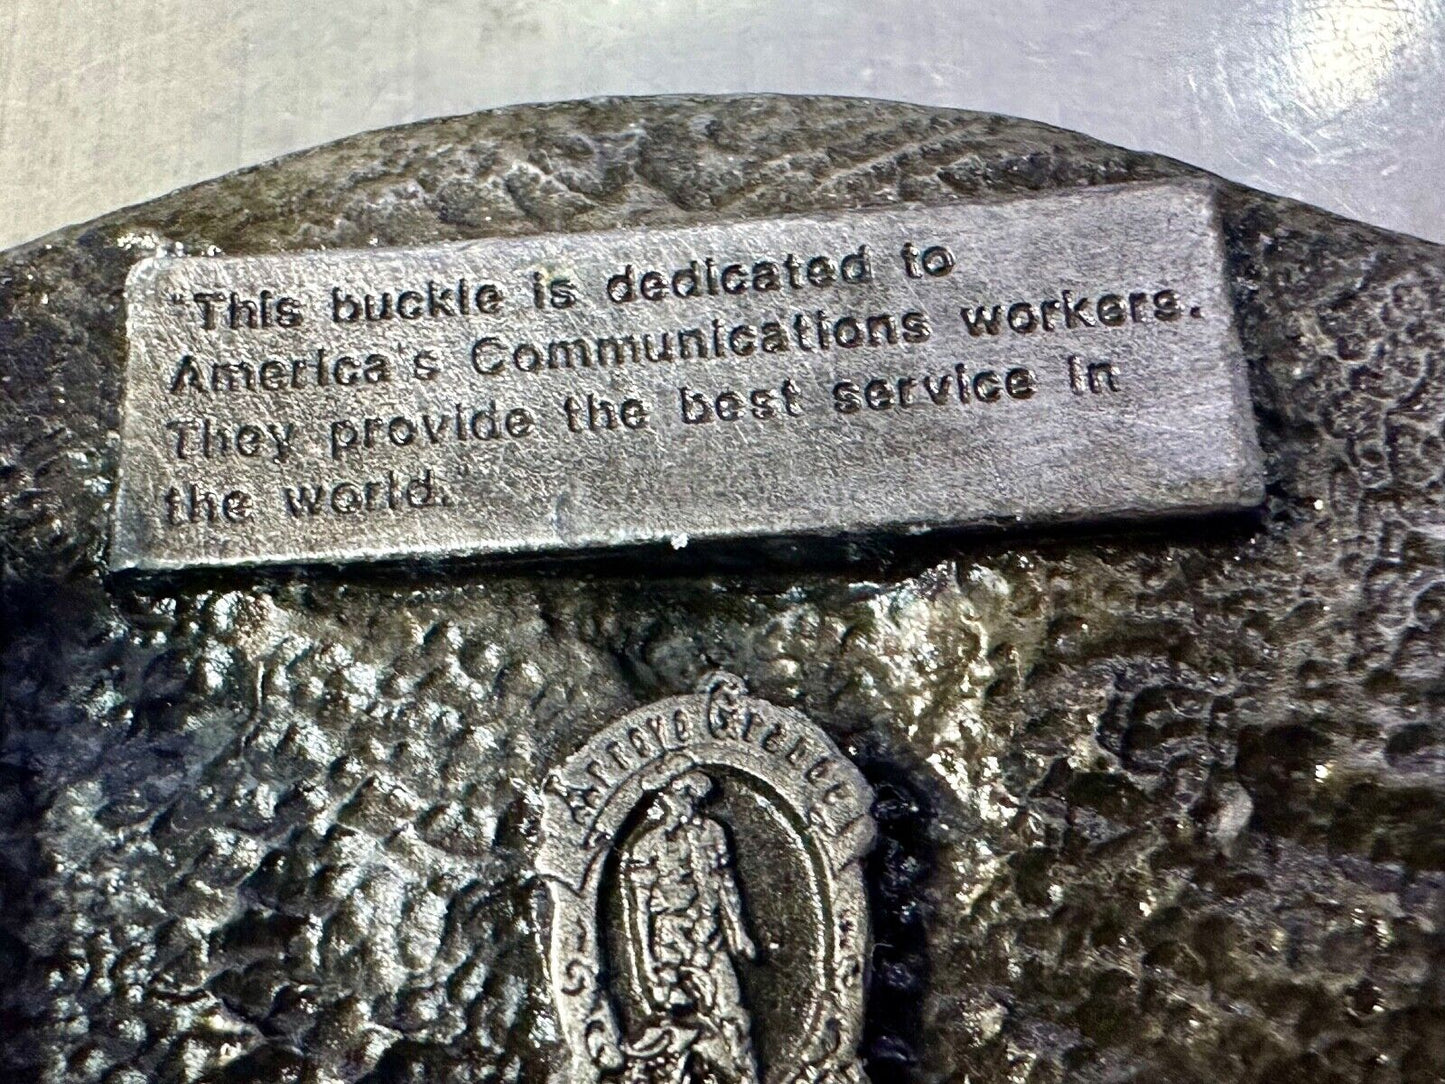 "This buckle is dedicated to
America's Communications workers.
They provide the best service in
the world."
Arroyo Grande